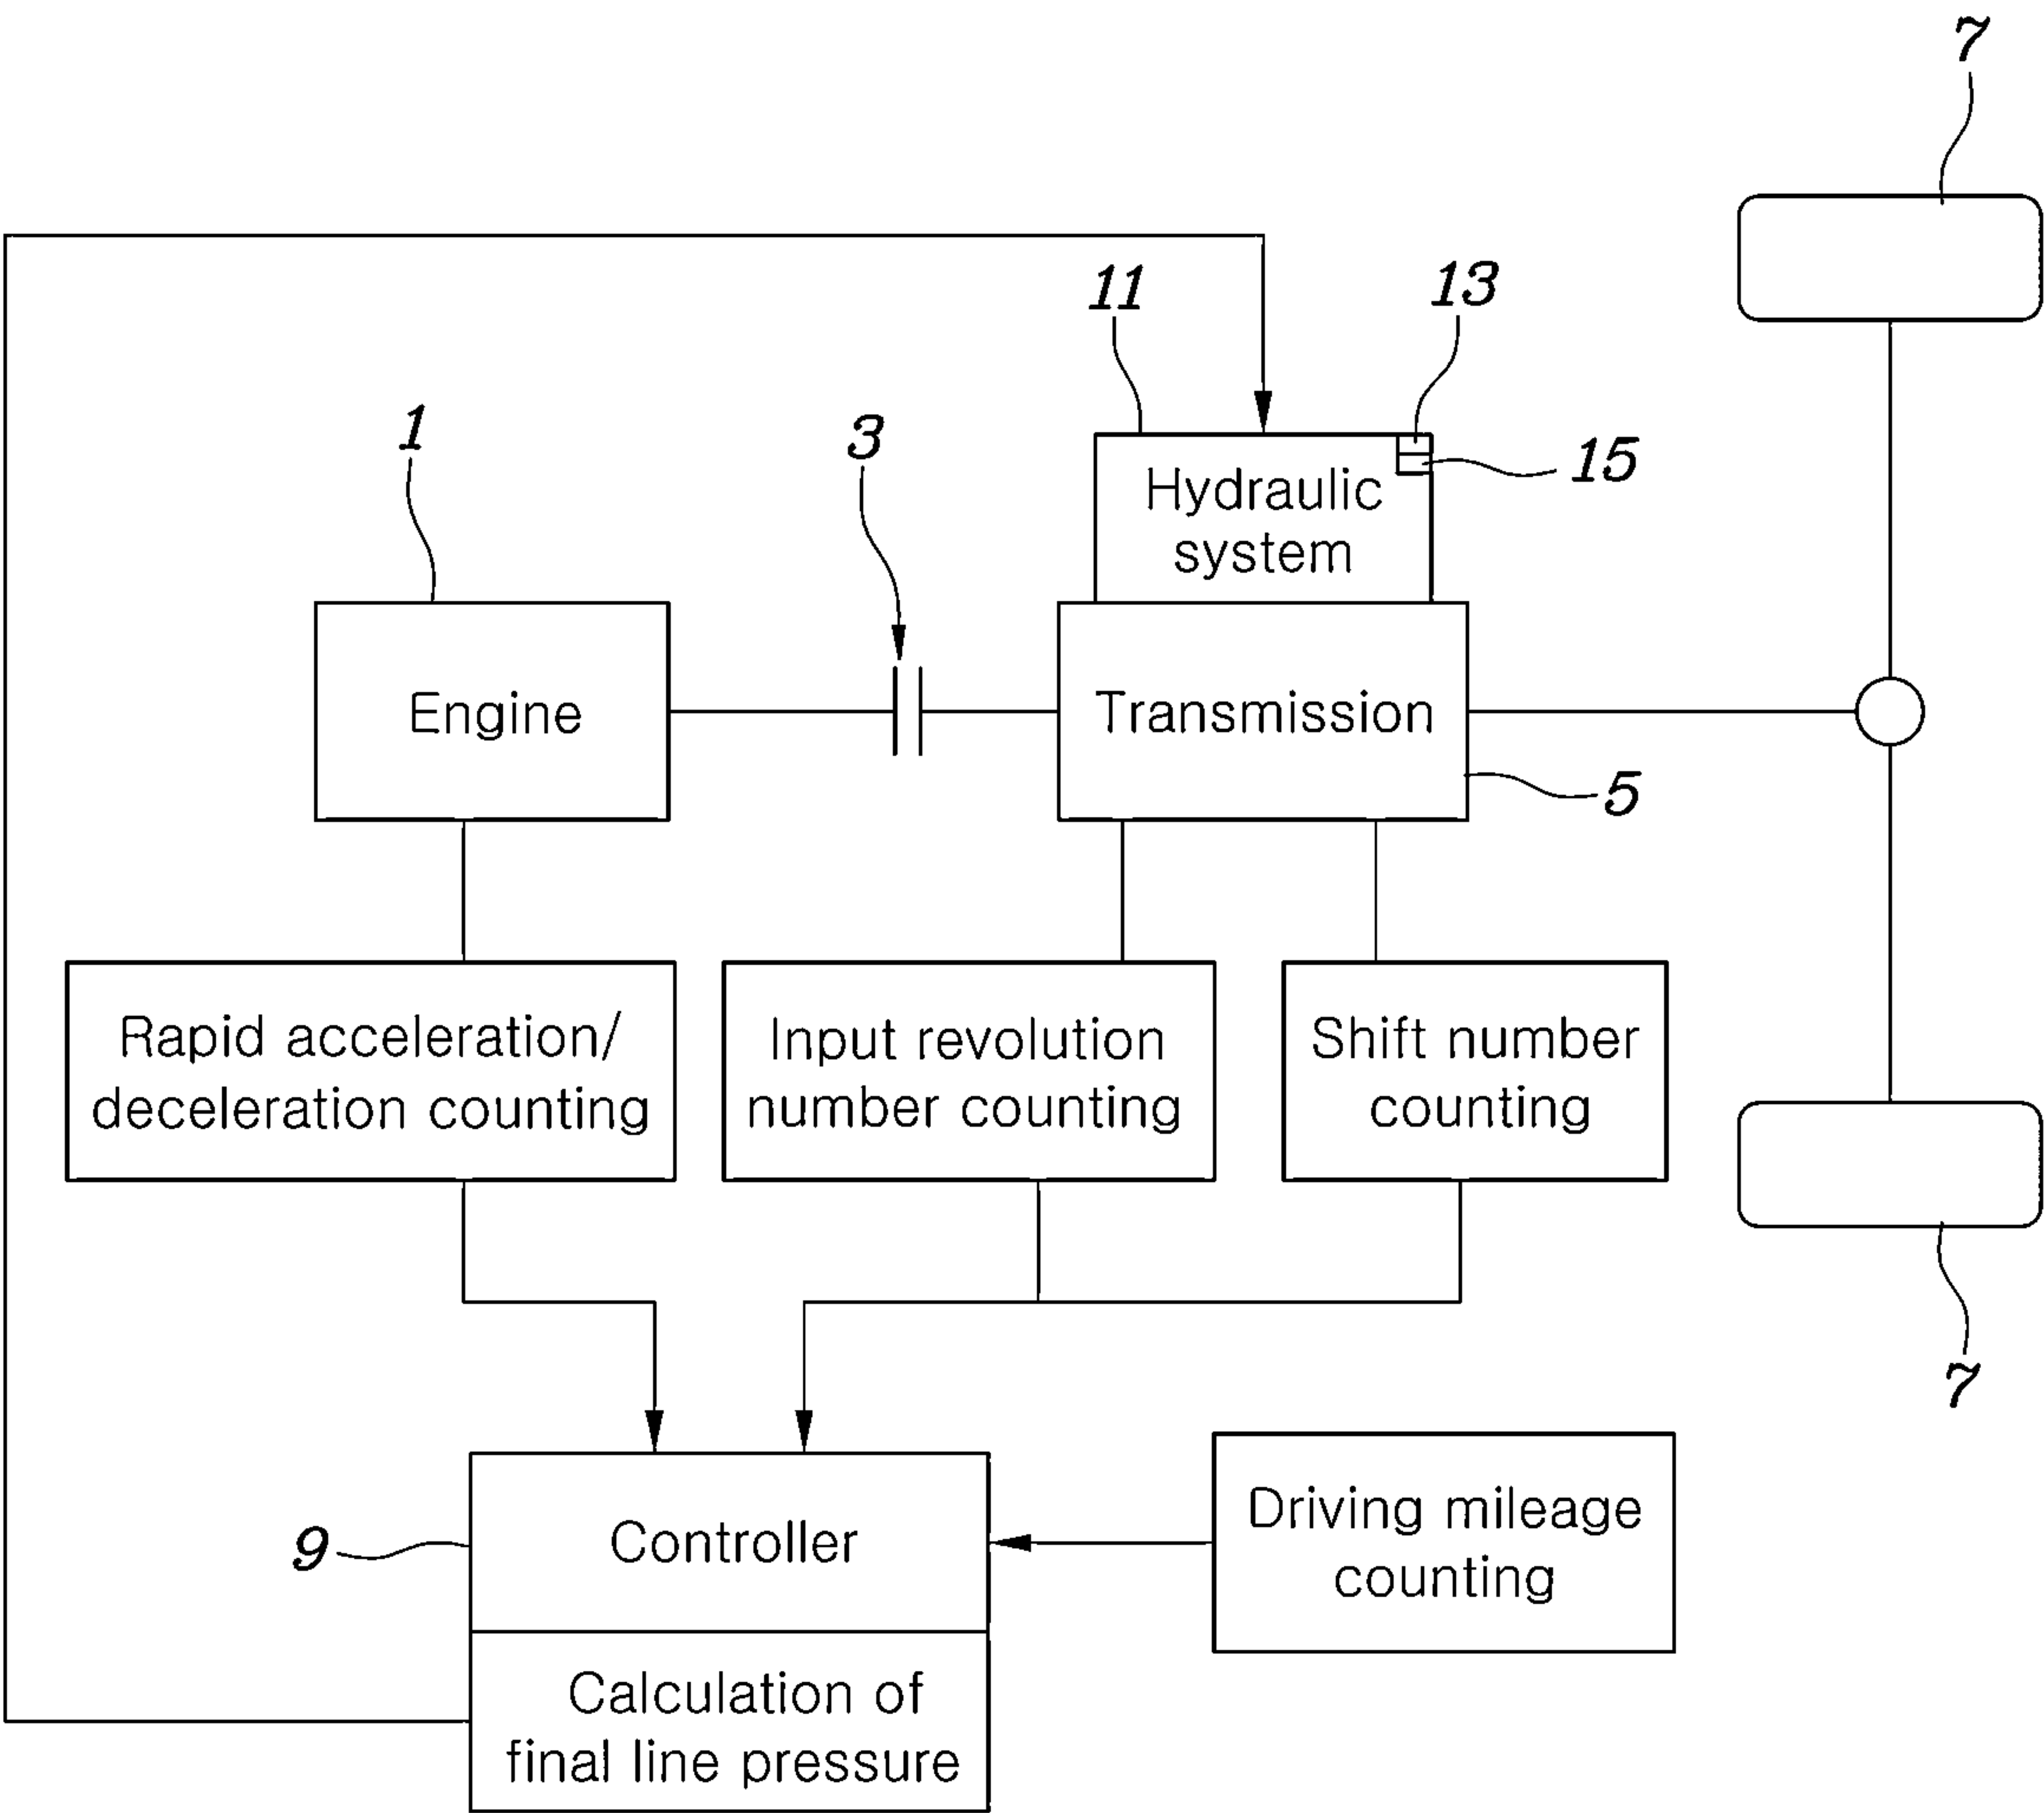 7
11
13
1
3
15
Hydraulic
system
Engine
Transmission
5
Rapid acceleration/
deceleration counting
Input revolution
number counting
Shift number
counting
7
9
Controller
Driving mileage
counting
Calculation of
final line pressure